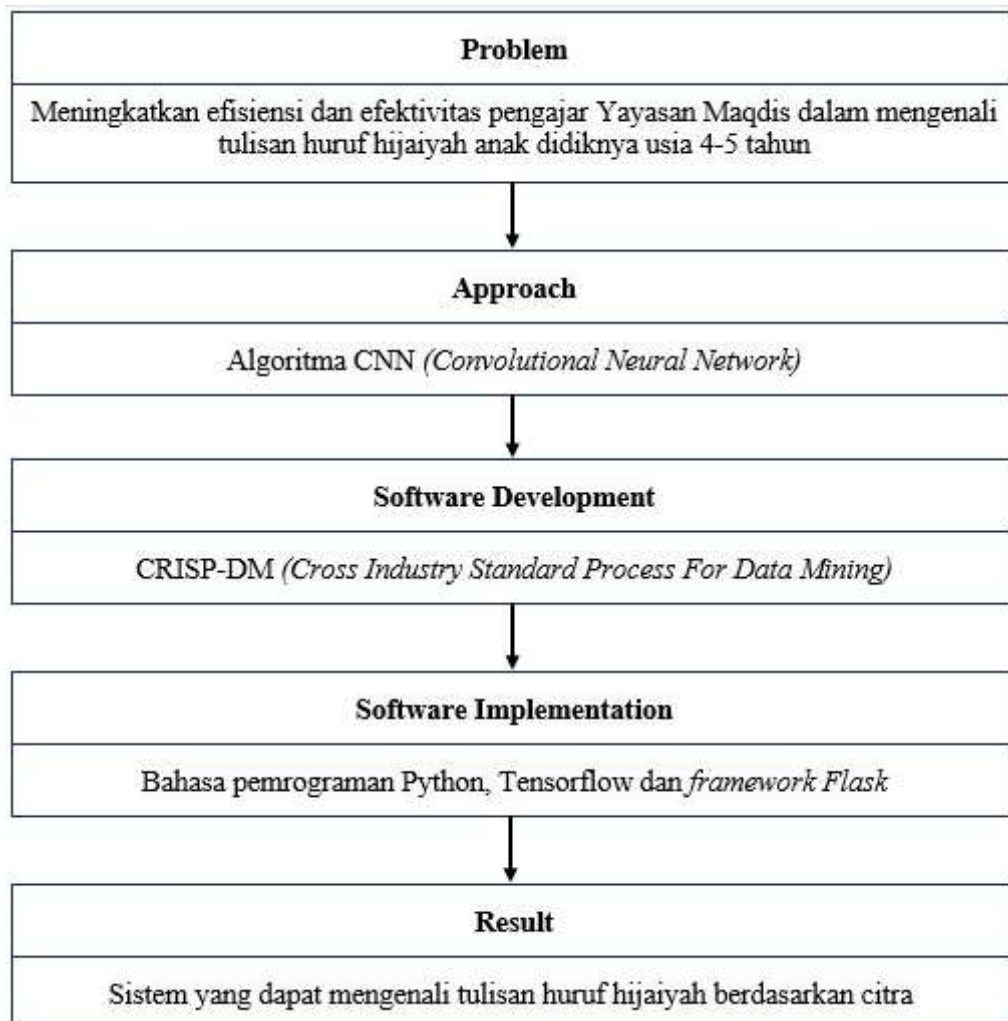 Problem
Meningkatkan efisiensi dan efektivitas pengajar Yayasan Maqdis dalam mengenali
tulisan huruf hijaiyah anak didiknya usia 4-5 tahun
Approach
Algoritma CNN (Convolutional Neural Network)
Software Development
CRISP-DM (Cross Industry Standard Process For Data Mining)
Software Implementation
Bahasa pemrograman Python, Tensorflow dan framework Flask
Result
Sistem yang dapat mengenali tulisan huruf hijaiyah berdasarkan citra